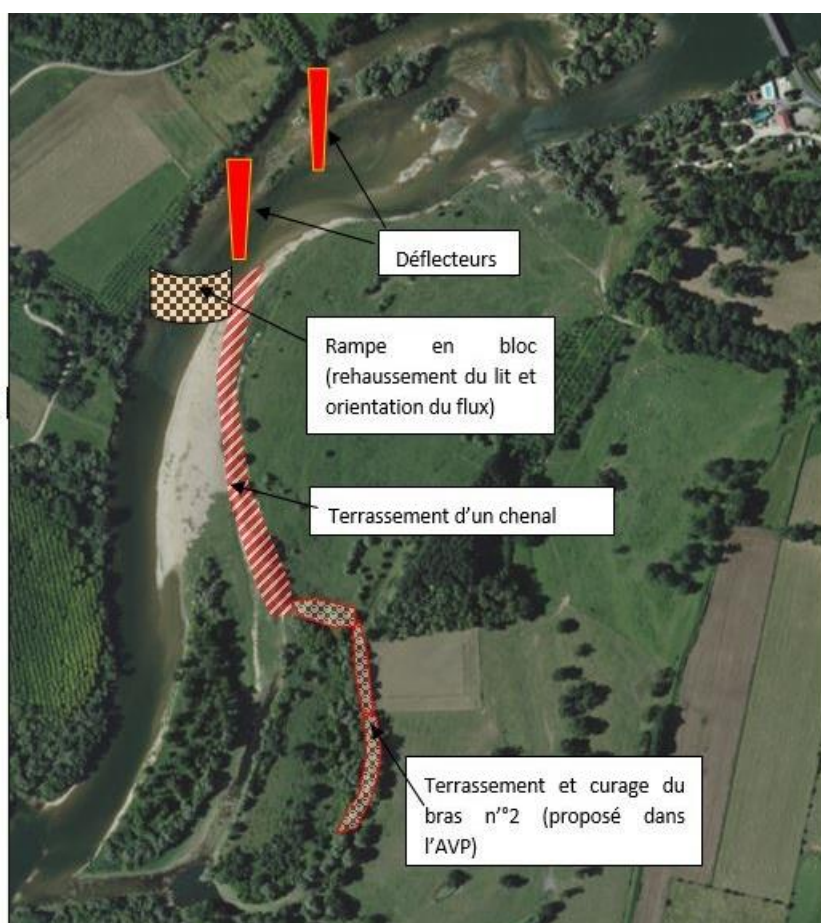 Déflecteurs
Rampe en bloc
(rehaussement du lit et
orientation du flux)
Terrassement d’un chenal
Terrassement et curage du
bras n’°2 (proposé dans
l’AVP)